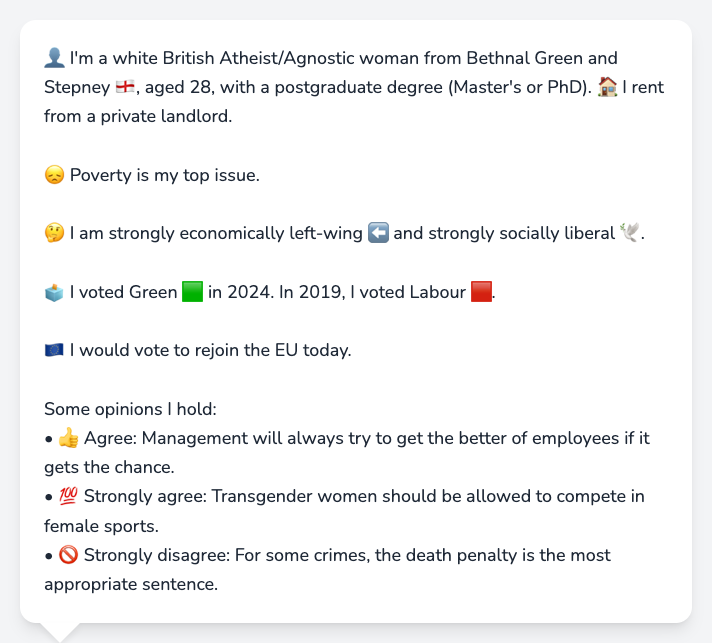 👤 I'm a white British Atheist/Agnostic woman from Bethnal Green and
Stepney 🏴󠁧󠁢󠁥󠁮󠁧󠁿, aged 28, with a postgraduate degree (Master's or PhD). 🏠 I rent
from a private landlord.
😞 Poverty is my top issue.
🤔 I am strongly economically left-wing ⬅️ and strongly socially liberal 🕊️.
🗳️ I voted Green 🟩 in 2024. In 2019, I voted Labour 🟥.
🇪🇺 I would vote to rejoin the EU today.
Some opinions I hold:
• 👍 Agree: Management will always try to get the better of employees if it
gets the chance.
• 💯 Strongly agree: Transgender women should be allowed to compete in
female sports.
• 🚫 Strongly disagree: For some crimes, the death penalty is the most
appropriate sentence.